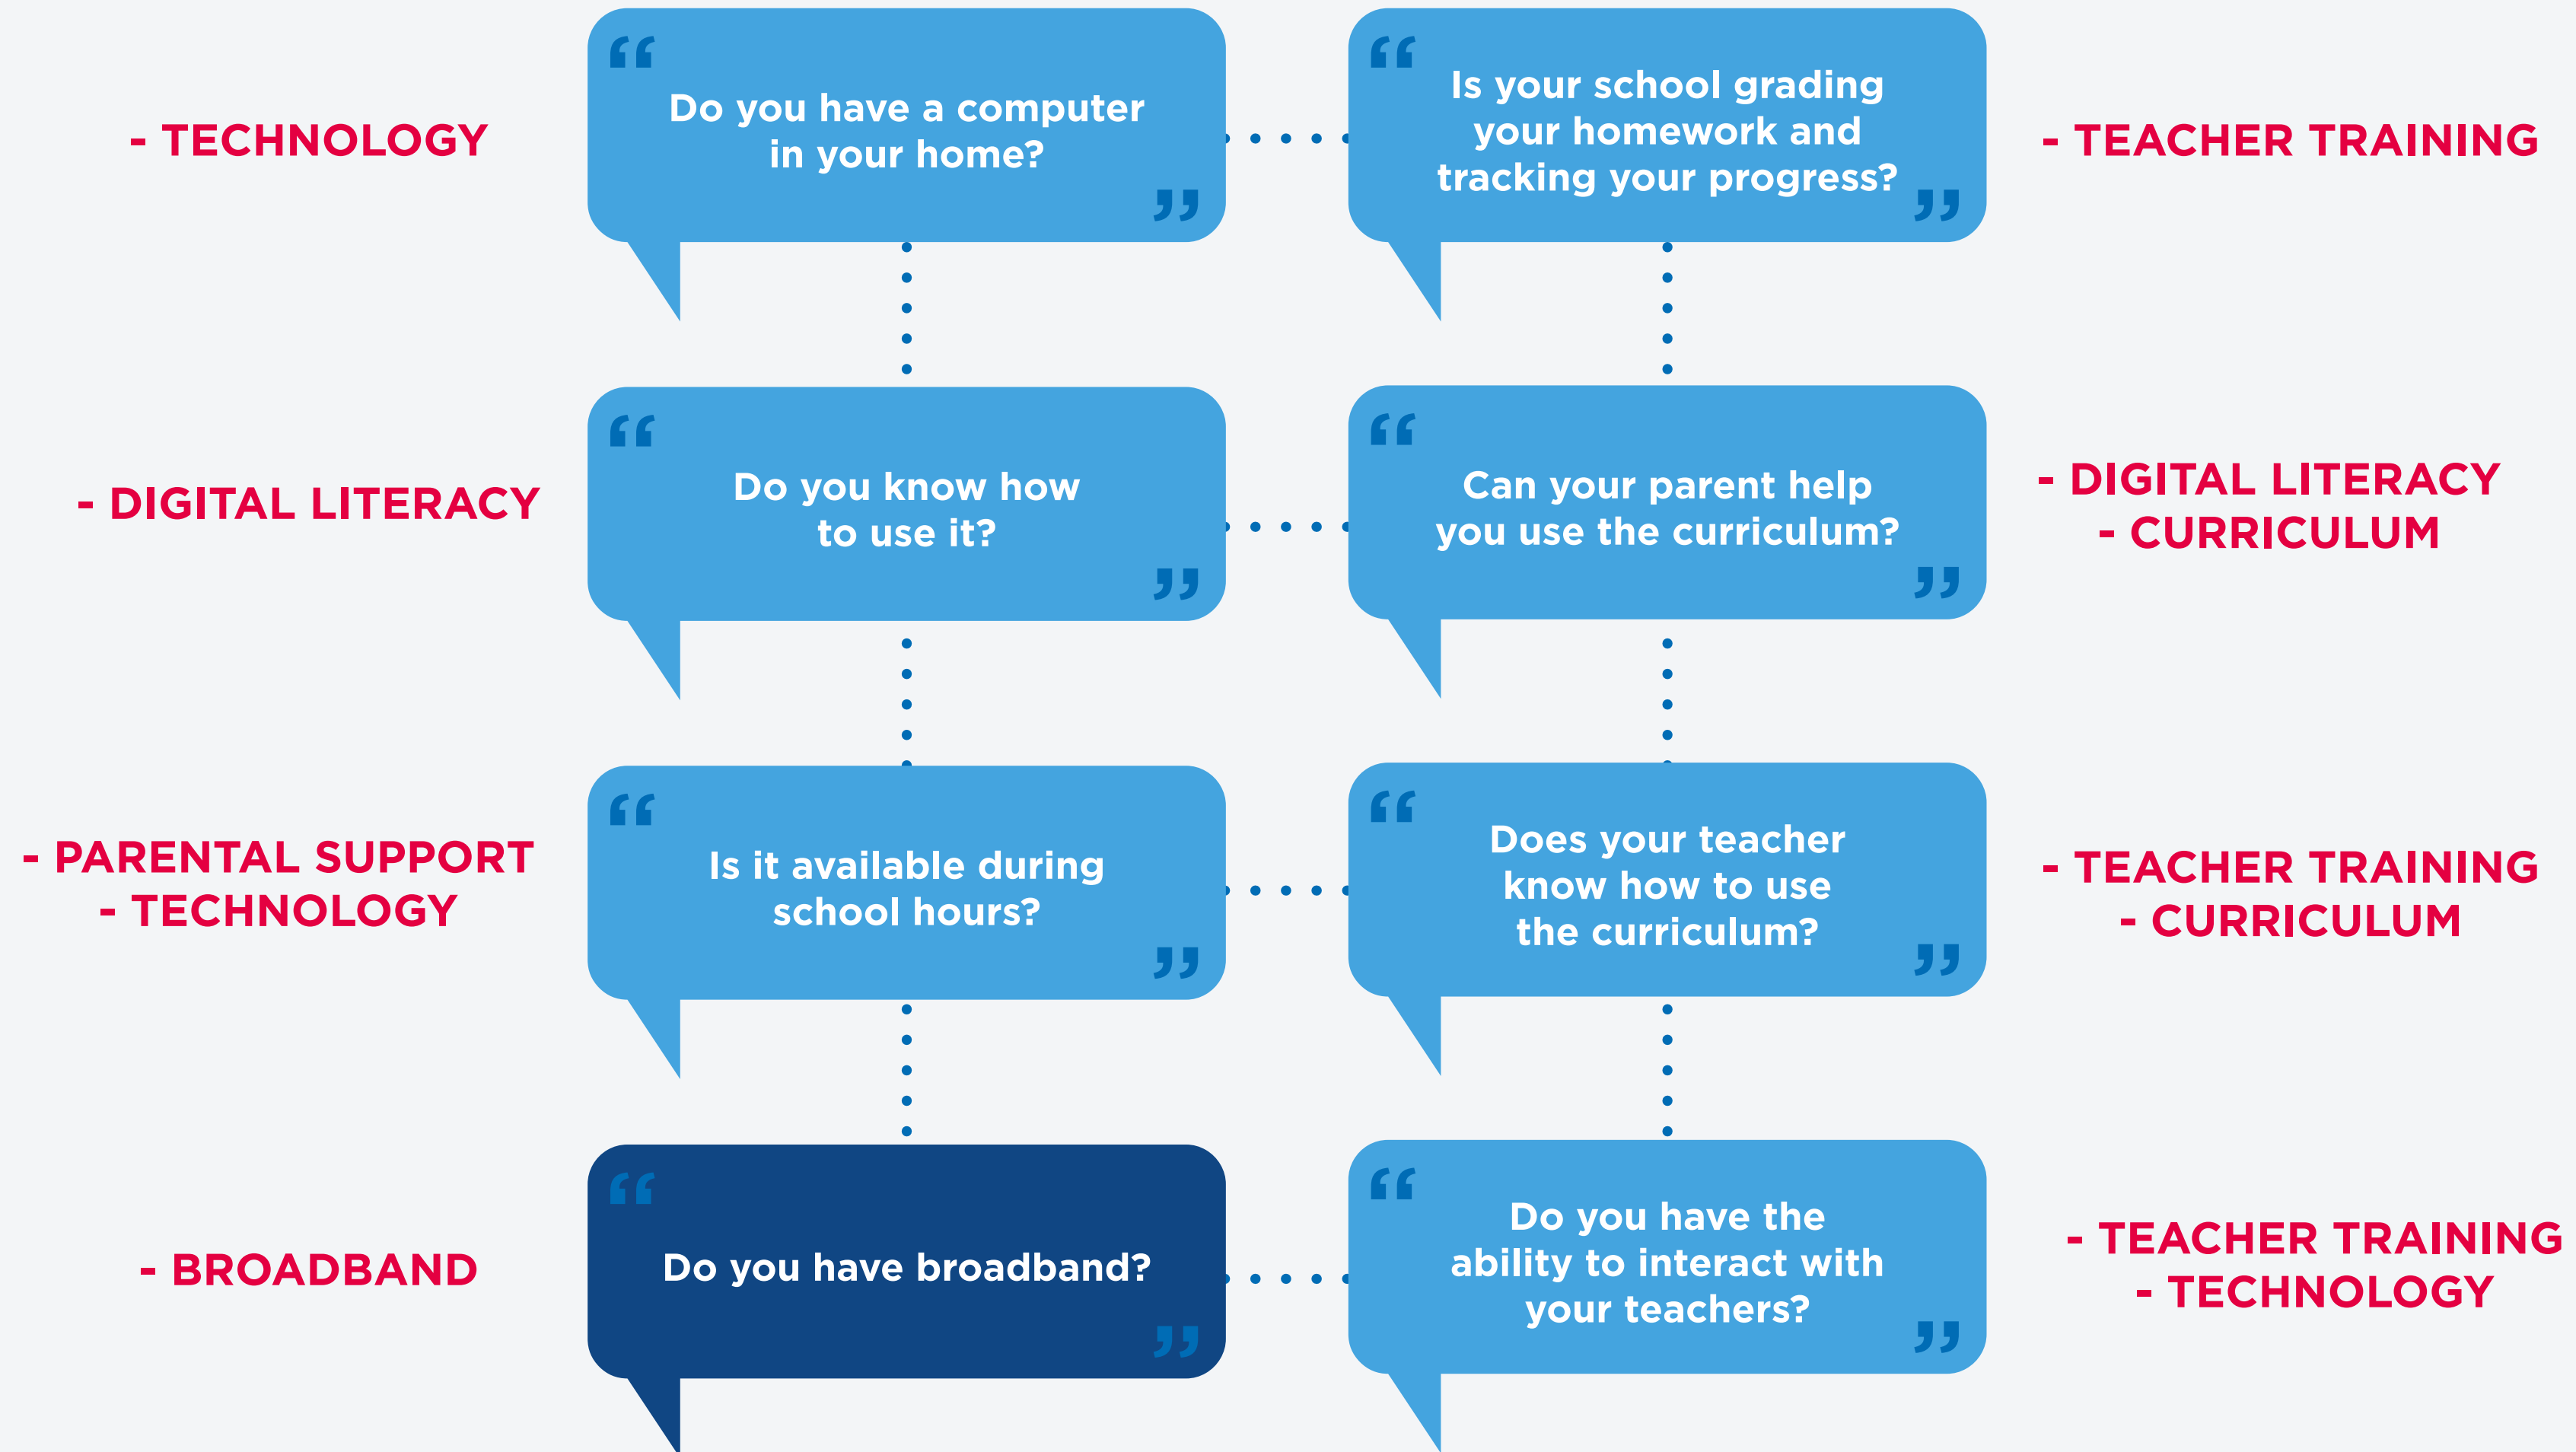 - TECHNOLOGY
“
Do you have a computer
in your home?
”
“
Is your school grading
your homework and
tracking your progress?
”
- TEACHER TRAINING
- DIGITAL LITERACY
“
Do you know how
to use it?
”
“
Can your parent help
you use the curriculum?
”
- DIGITAL LITERACY
- CURRICULUM
- PARENTAL SUPPORT
- TECHNOLOGY
“
Is it available during
school hours?
”
“
Does your teacher
know how to use
the curriculum?
”
- TEACHER TRAINING
- CURRICULUM
- BROADBAND
“
Do you have broadband?
”
“
Do you have the
ability to interact with
your teachers?
”
- TEACHER TRAINING
- TECHNOLOGY